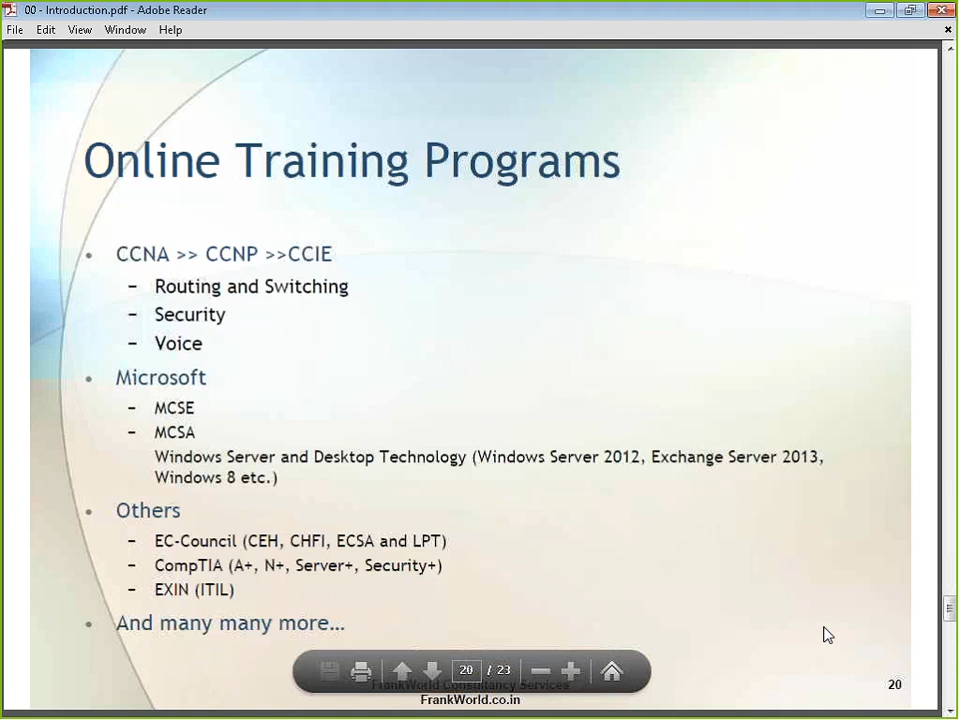 00 - Introduction.pdf - Adobe Reader
File Edit View Window Help
Online Training Programs
• CCNA >> CCNP >>CCIE
– Routing and Switching
– Security
– Voice
• Microsoft
– MCSE
– MCSA
Windows Server and Desktop Technology (Windows Server 2012, Exchange Server 2013,
Windows 8 etc.)
• Others
– EC-Council (CEH, CHFI, ECSA and LPT)
– CompTIA (A+, N+, Server+, Security+)
– EXIN (ITIL)
• And many many more…
20 / 23
FrankWorld Consultancy Services
20
FrankWorld.co.in